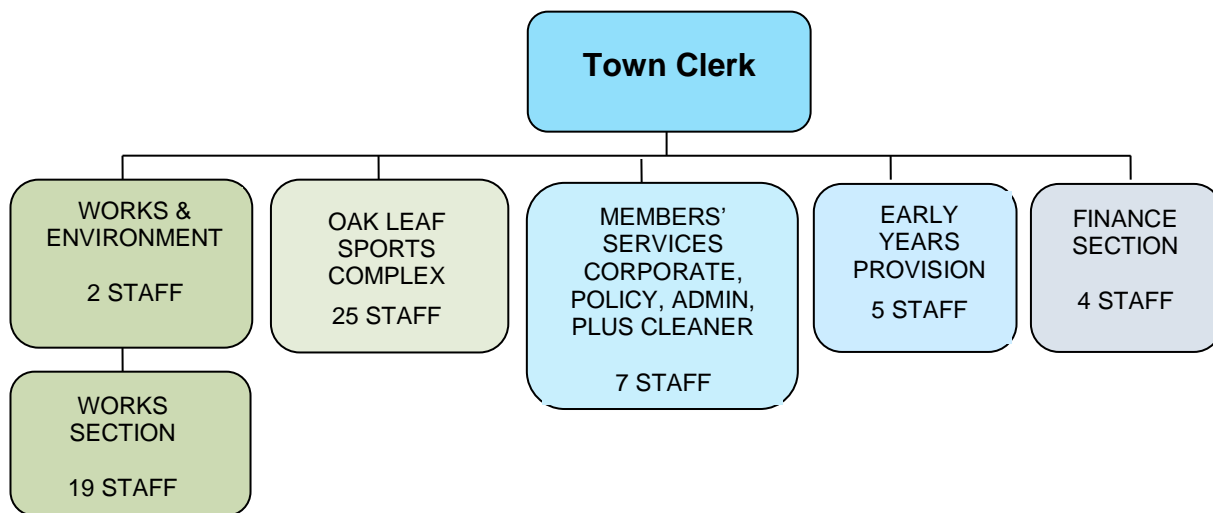 Town Clerk
WORKS &
ENVIRONMENT
2 STAFF
OAK LEAF
SPORTS
COMPLEX
25 STAFF
MEMBERS’
SERVICES
CORPORATE,
POLICY, ADMIN,
PLUS CLEANER
7 STAFF
EARLY
YEARS
PROVISION
5 STAFF
FINANCE
SECTION
4 STAFF
WORKS
SECTION
19 STAFF